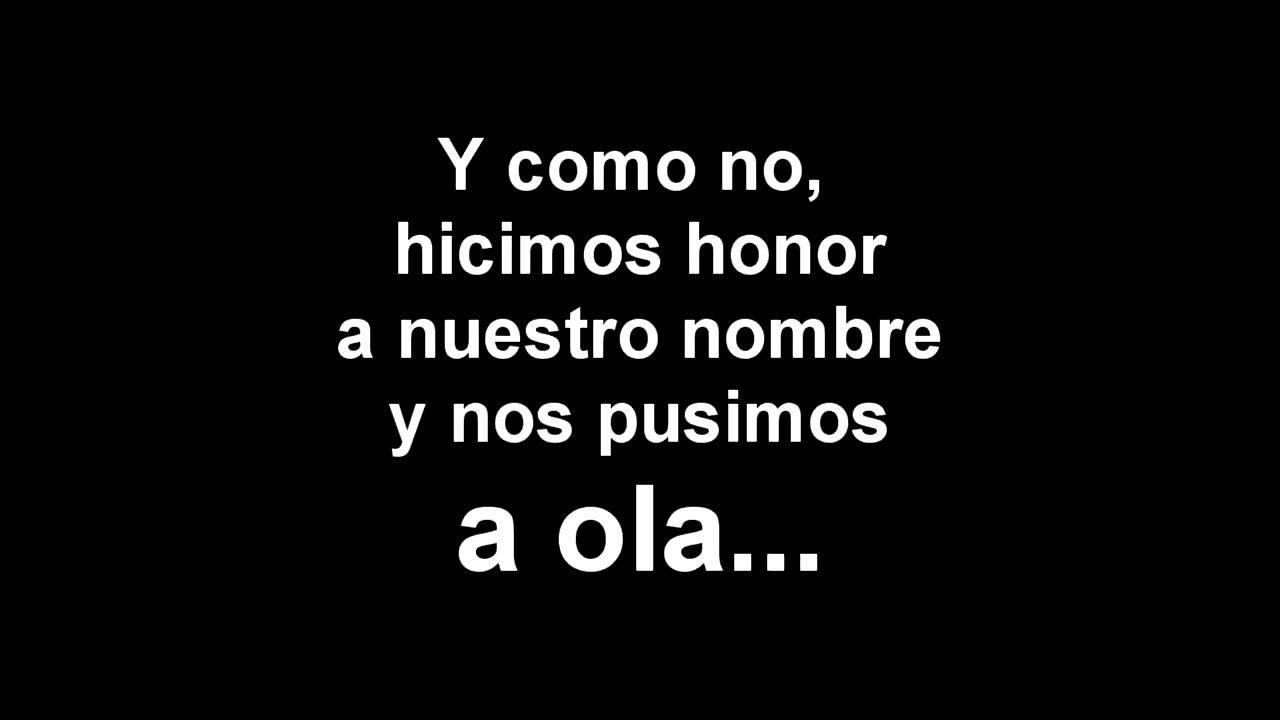 Y como no,
hicimos honor
a nuestro nombre
y nos pusimos
a ola...